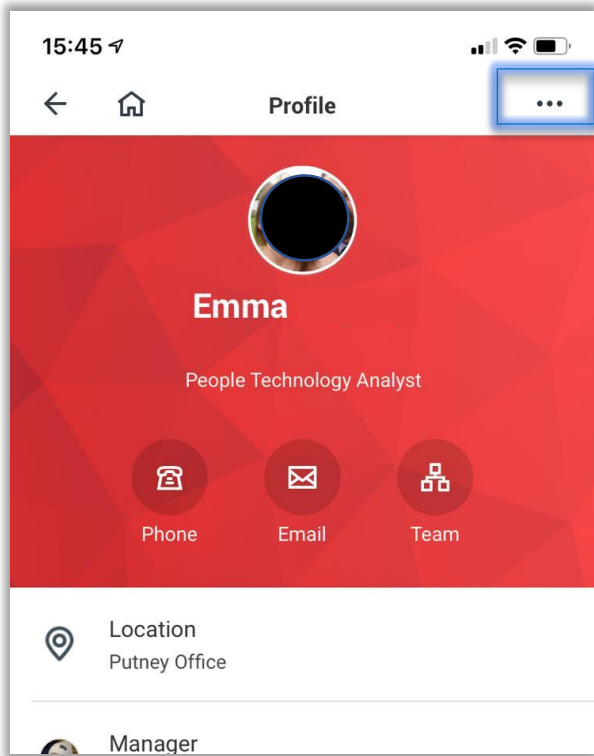 15:45
Profile
Emma
People Technology Analyst
Phone
Email
Team
Location
Putney Office
Manager